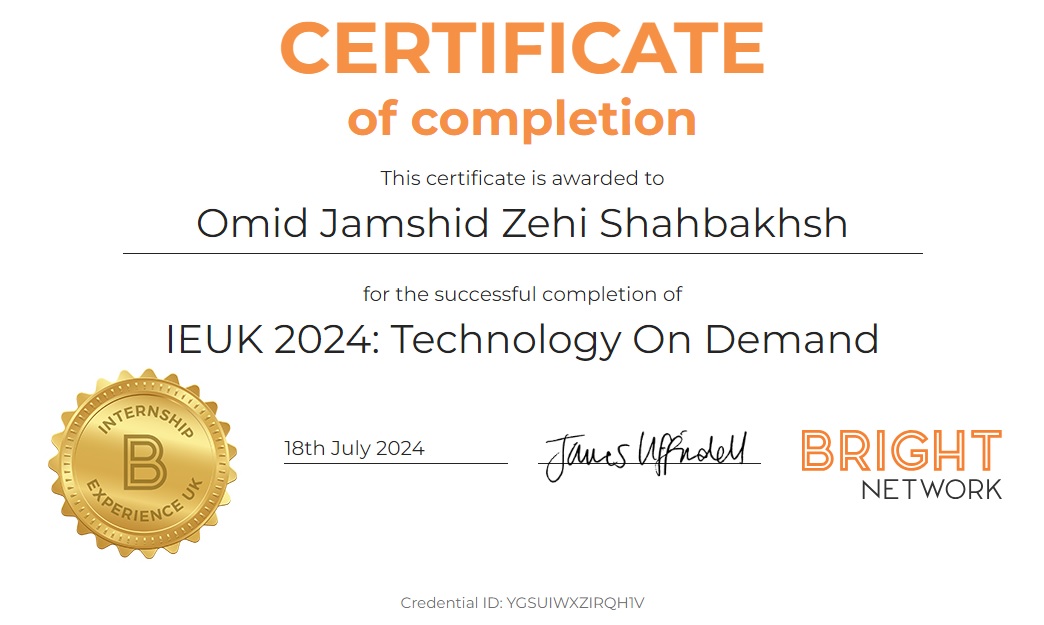 CERTIFICATE
of completion
This certificate is awarded to
Omid Jamshid Zehi Shahbakhsh
for the successful completion of
IEUK 2024: Technology On Demand
INTERNSHIP
B
EXPERIENCE UK
18th July 2024
James Uffindell
BRIGHT
NETWORK
Credential ID: YGSUIWXZIRQH1V